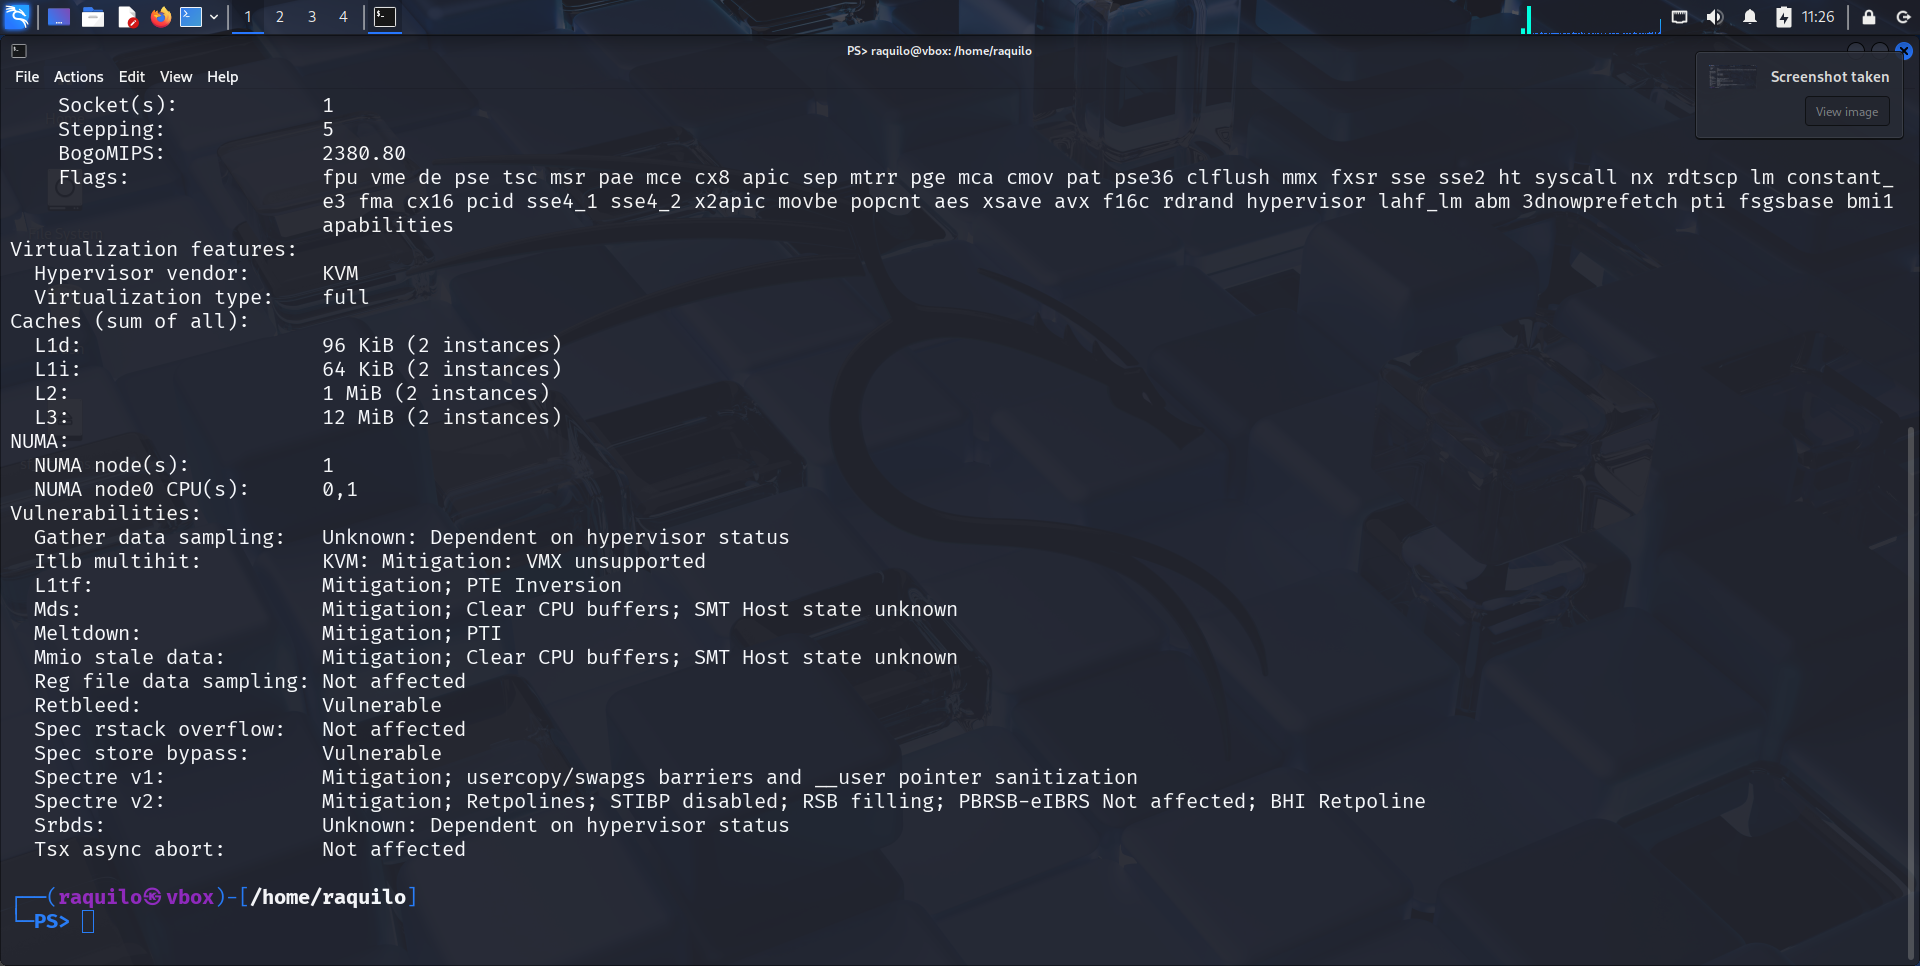 1 2 3 4 11:26
PS> raquilo@vbox: /home/raquilo
File Actions Edit View Help
Screenshot taken
View image
Socket(s): 1
Stepping: 5
BogoMIPS: 2380.80
Flags: fpu vme de pse tsc msr pae mce cx8 apic sep mtrr pge mca cmov pat pse36 clflush mmx fxsr sse sse2 ht syscall nx rdtscp lm constant_
e3 fma cx16 pcid sse4_1 sse4_2 x2apic movbe popcnt aes xsave avx f16c rdrand hypervisor lahf_lm abm 3dnowprefetch pti fsgsbase bmi1
apabilities
Virtualization features:
Hypervisor vendor: KVM
Virtualization type: full
Caches (sum of all):
L1d: 96 KiB (2 instances)
L1i: 64 KiB (2 instances)
L2: 1 MiB (2 instances)
L3: 12 MiB (2 instances)
NUMA:
NUMA node(s): 1
NUMA node0 CPU(s): 0,1
Vulnerabilities:
Gather data sampling: Unknown: Dependent on hypervisor status
Itlb multihit: KVM: Mitigation: VMX unsupported
L1tf: Mitigation; PTE Inversion
Mds: Mitigation; Clear CPU buffers; SMT Host state unknown
Meltdown: Mitigation; PTI
Mmio stale data: Mitigation; Clear CPU buffers; SMT Host state unknown
Reg file data sampling: Not affected
Retbleed: Vulnerable
Spec rstack overflow: Not affected
Spec store bypass: Vulnerable
Spectre v1: Mitigation; usercopy/swapgs barriers and __user pointer sanitization
Spectre v2: Mitigation; Retpolines; STIBP disabled; RSB filling; PBRSB-eIBRS Not affected; BHI Retpoline
Srbds: Unknown: Dependent on hypervisor status
Tsx async abort: Not affected
┌──(raquilo㉿vbox)-[/home/raquilo]
└─PS>